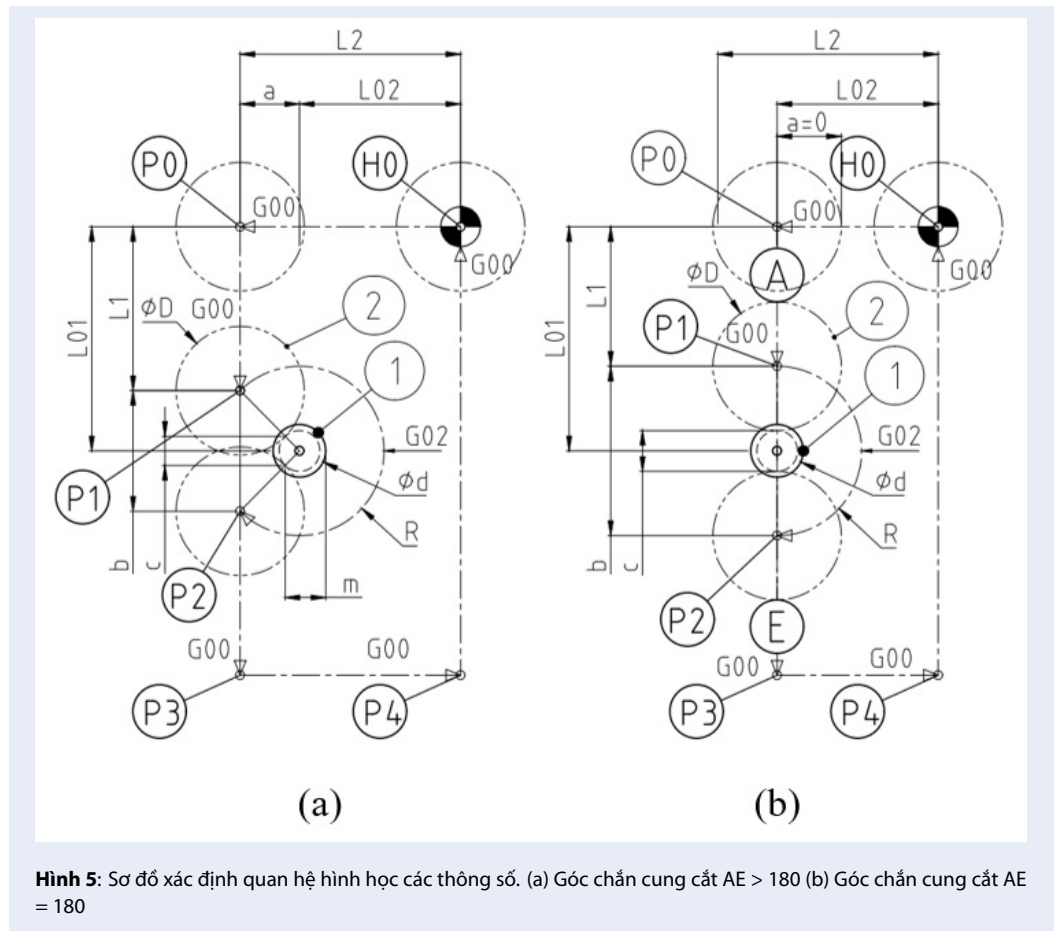 L2
a
L02
P0
H0
G00
G00
L01
L1
ØD
G00
2
1
G02
Ød
R
P1
b
c
m
P2
G00
G00
P3
P4
(a)
L2
L02
a=0
P0
H0
G00
G00
A
L01
L1
ØD
P1
G00
2
1
G02
Ød
R
b
c
P2
E
G00
G00
P3
P4
(b)
Hình 5: Sơ đồ xác định quan hệ hình học các thông số. (a) Góc chắn cung cắt AE > 180 (b) Góc chắn cung cắt AE
= 180